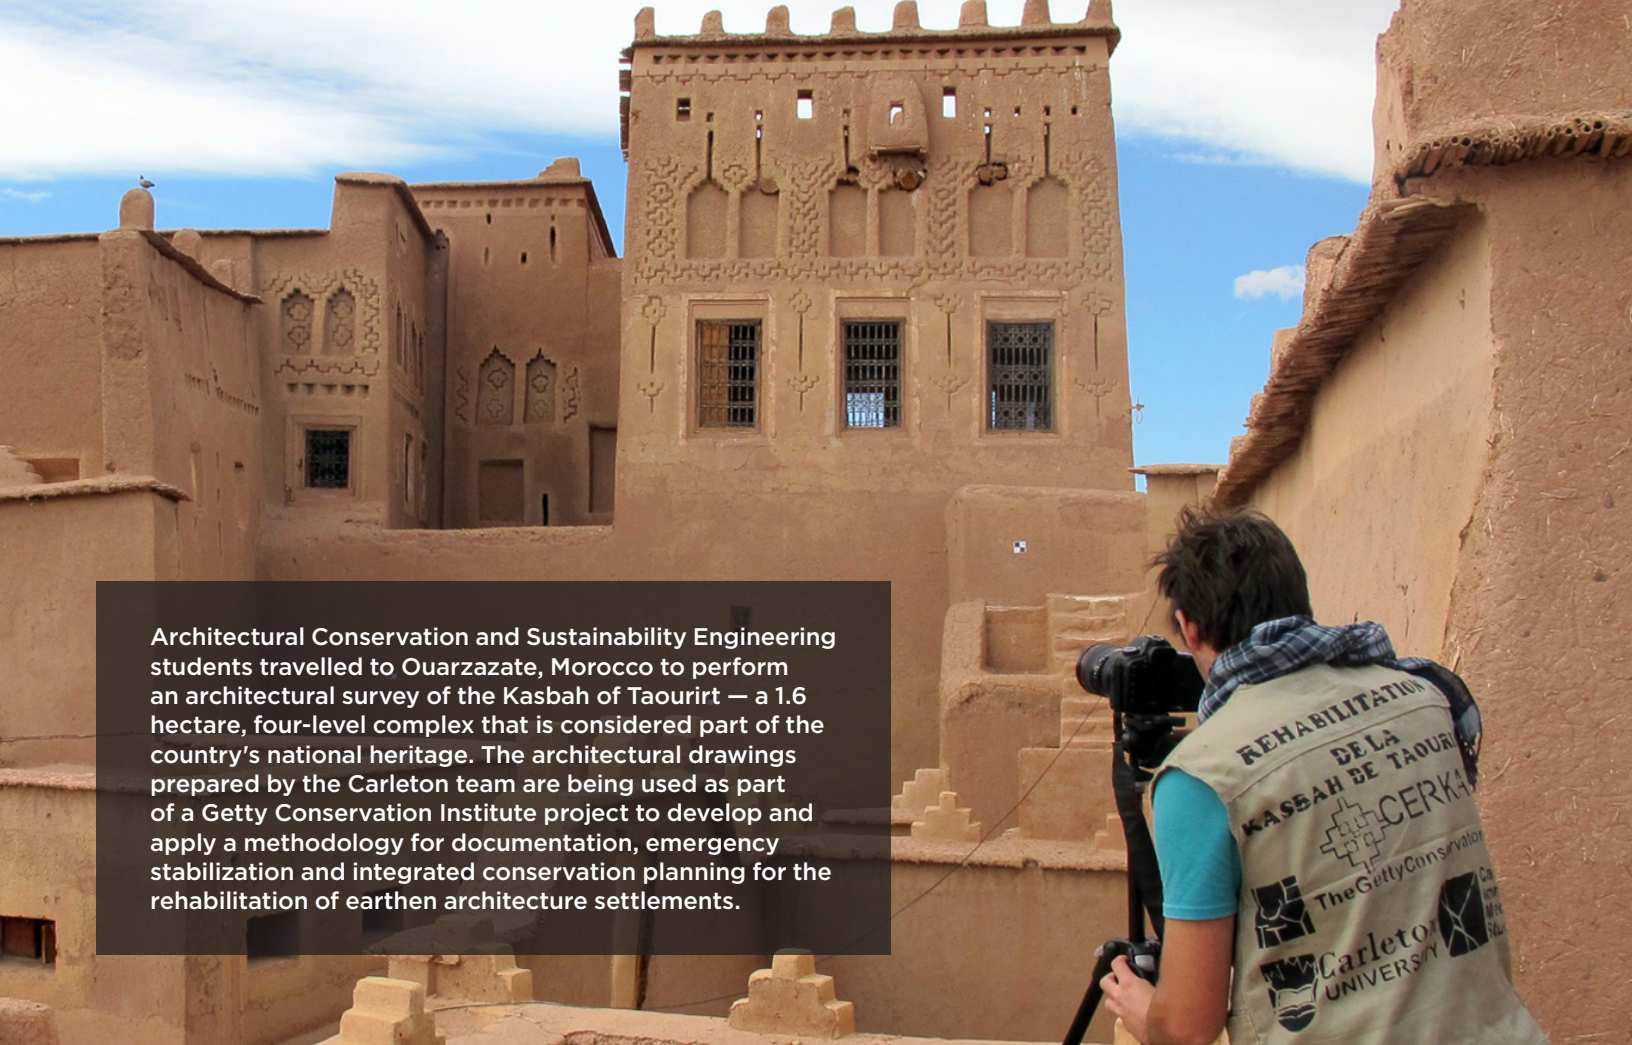 Architectural Conservation and Sustainability Engineering
students travelled to Ouarzazate, Morocco to perform
an architectural survey of the Kasbah of Taourirt — a 1.6
hectare, four-level complex that is considered part of the
country's national heritage. The architectural drawings
prepared by the Carleton team are being used as part
of a Getty Conservation Institute project to develop and
apply a methodology for documentation, emergency
stabilization and integrated conservation planning for the
rehabilitation of earthen architecture settlements.
REHABILITATION
DE LA
KASBAH DE TAOURI
CERKA
TheGettyConservation
Carleton
UNIVERSITY